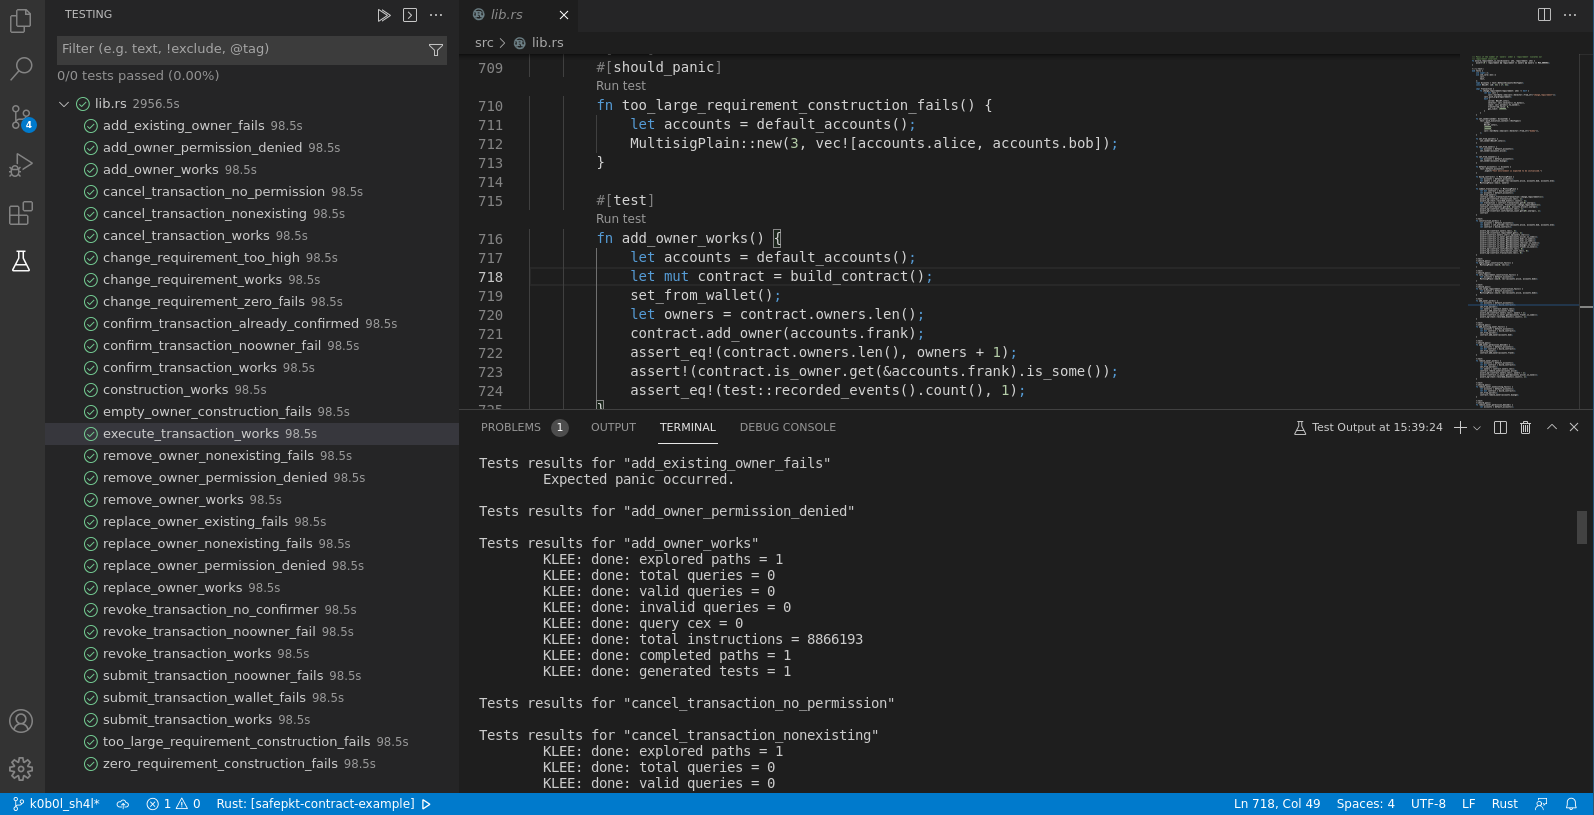 TESTING
Filter (e.g. text, !exclude, @tag)
0/0 tests passed (0.00%)
lib.rs 2956.5s
add_existing_owner_fails 98.5s
add_owner_permission_denied 98.5s
add_owner_works 98.5s
cancel_transaction_no_permission 98.5s
cancel_transaction_nonexisting 98.5s
cancel_transaction_works 98.5s
change_requirement_too_high 98.5s
change_requirement_works 98.5s
change_requirement_zero_fails 98.5s
confirm_transaction_already_confirmed 98.5s
confirm_transaction_noowner_fail 98.5s
confirm_transaction_works 98.5s
construction_works 98.5s
empty_owner_construction_fails 98.5s
execute_transaction_works 98.5s
remove_owner_nonexisting_fails 98.5s
remove_owner_permission_denied 98.5s
remove_owner_works 98.5s
replace_owner_existing_fails 98.5s
replace_owner_nonexisting_fails 98.5s
replace_owner_permission_denied 98.5s
replace_owner_works 98.5s
revoke_transaction_no_confirmer 98.5s
revoke_transaction_noowner_fail 98.5s
revoke_transaction_works 98.5s
submit_transaction_noowner_fails 98.5s
submit_transaction_wallet_fails 98.5s
submit_transaction_works 98.5s
too_large_requirement_construction_fails 98.5s
zero_requirement_construction_fails 98.5s
4
lib.rs
src > lib.rs
709 #[should_panic]
Run test
710 fn too_large_requirement_construction_fails() {
711 let accounts = default_accounts();
712 MultisigPlain::new(3, vec![accounts.alice, accounts.bob]);
713 }
714
715 #[test]
Run test
716 fn add_owner_works() {
717 let accounts = default_accounts();
718 let mut contract = build_contract();
719 set_from_wallet();
720 let owners = contract.owners.len();
721 contract.add_owner(accounts.frank);
722 assert_eq!(contract.owners.len(), owners + 1);
723 assert!(contract.is_owner.get(&accounts.frank).is_some());
724 assert_eq!(test::recorded_events().count(), 1);
725 }
PROBLEMS 1 OUTPUT TERMINAL DEBUG CONSOLE
Test Output at 15:39:24
Tests results for "add_existing_owner_fails"
Expected panic occurred.
Tests results for "add_owner_permission_denied"
Tests results for "add_owner_works"
KLEE: done: explored paths = 1
KLEE: done: total queries = 0
KLEE: done: valid queries = 0
KLEE: done: invalid queries = 0
KLEE: done: query cex = 0
KLEE: done: total instructions = 8866193
KLEE: done: completed paths = 1
KLEE: done: generated tests = 1
Tests results for "cancel_transaction_no_permission"
Tests results for "cancel_transaction_nonexisting"
KLEE: done: explored paths = 1
KLEE: done: total queries = 0
KLEE: done: valid queries = 0
k0b0l_sh4l* 1 0 Rust: [safepkt-contract-example]
Ln 718, Col 49 Spaces: 4 UTF-8 LF Rust